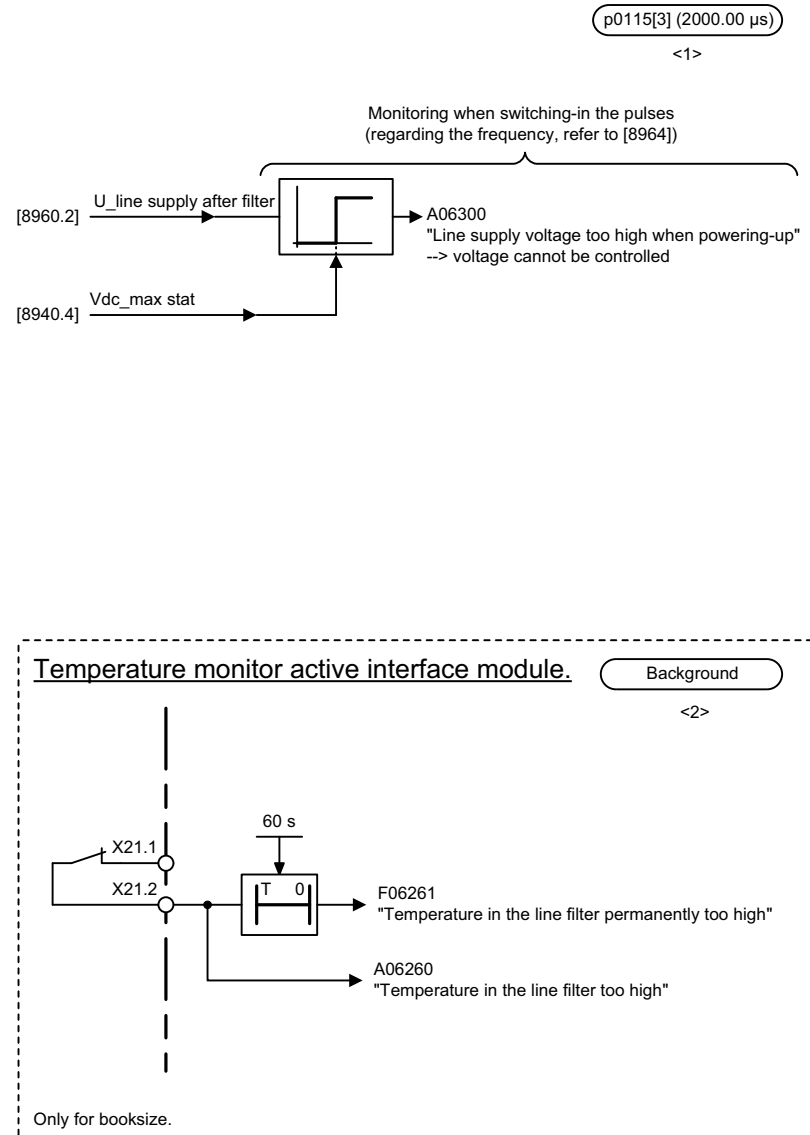 p0115[3] (2000.00 µs)
<1>
Monitoring when switching-in the pulses
(regarding the frequency, refer to [8964])
[8960.2]
U_line supply after filter
A06300
"Line supply voltage too high when powering-up"
--> voltage cannot be controlled
[8940.4]
Vdc_max stat
Temperature monitor active interface module.
Background
<2>
60 s
X21.1
X21.2
T 0
F06261
"Temperature in the line filter permanently too high"
A06260
"Temperature in the line filter too high"
Only for booksize.